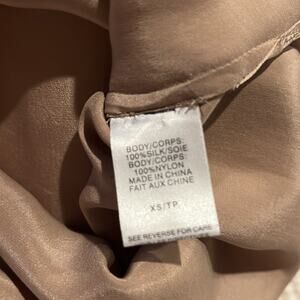 BODY/CORPS:
100%SILK/SOIE
BODY/CORPS:
100%NYLON
MADE IN CHINA
FAIT AUX CHINE
XS/TP
SEE REVERSE FOR CARE